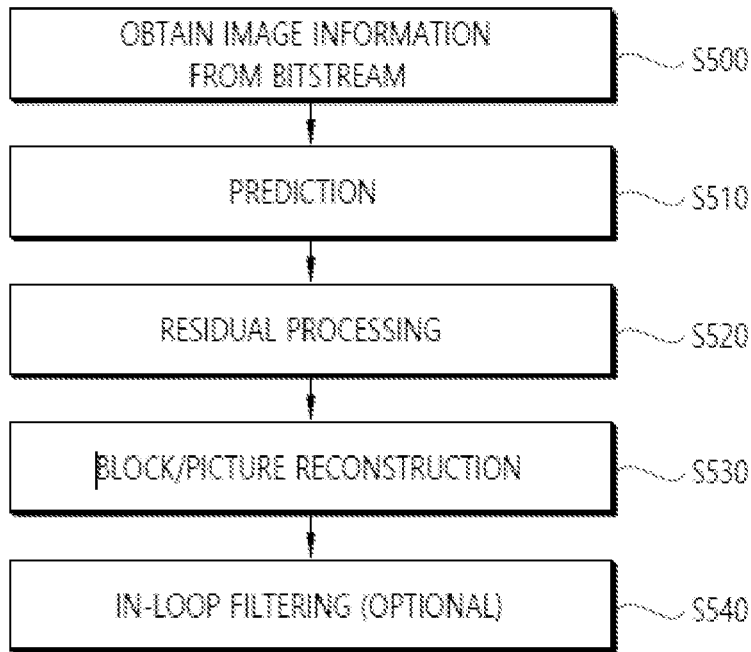 OBTAIN IMAGE INFORMATION
FROM BITSTREAM
S500
PREDICTION
S510
RESIDUAL PROCESSING
S520
BLOCK/PICTURE RECONSTRUCTION
S530
IN-LOOP FILTERING (OPTIONAL)
S540